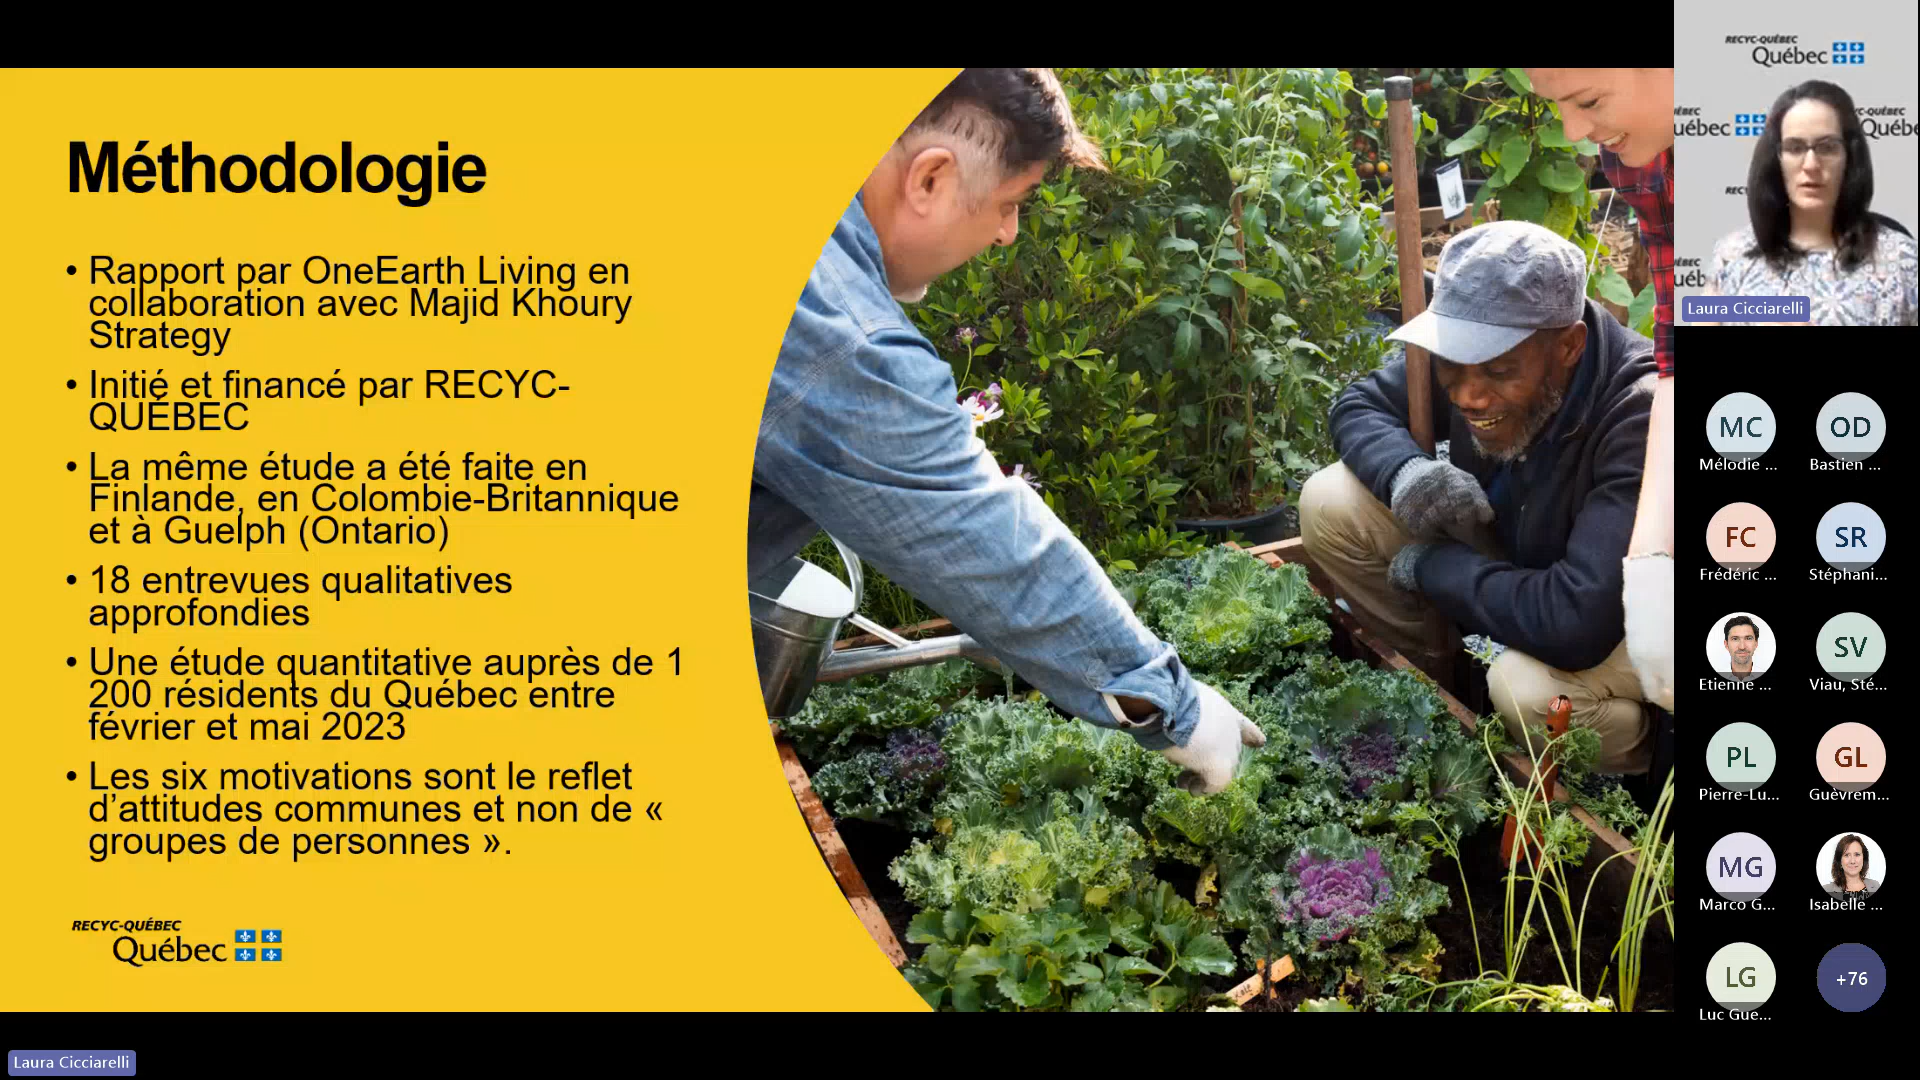 Méthodologie
• Rapport par OneEarth Living en
collaboration avec Majid Khoury
Strategy
• Initié et financé par RECYC-
QUÉBEC
• La même étude a été faite en
Finlande, en Colombie-Britannique
et à Guelph (Ontario)
• 18 entrevues qualitatives
approfondies
• Une étude quantitative auprès de 1
200 résidents du Québec entre
février et mai 2023
• Les six motivations sont le reflet
d’attitudes communes et non de «
groupes de personnes ».
RECYC-QUÉBEC
Québec
Laura Cicciarelli
RECYC-QUÉBEC
Québec
Laura Cicciarelli
MC
Mélodie ...
OD
Bastien ...
FC
Frédéric ...
SR
Stéphani...
Etienne ...
SV
Viau, Sté...
PL
Pierre-Lu...
GL
Guèvrem...
MG
Marco G...
Isabelle ...
LG
Luc Gue...
+76